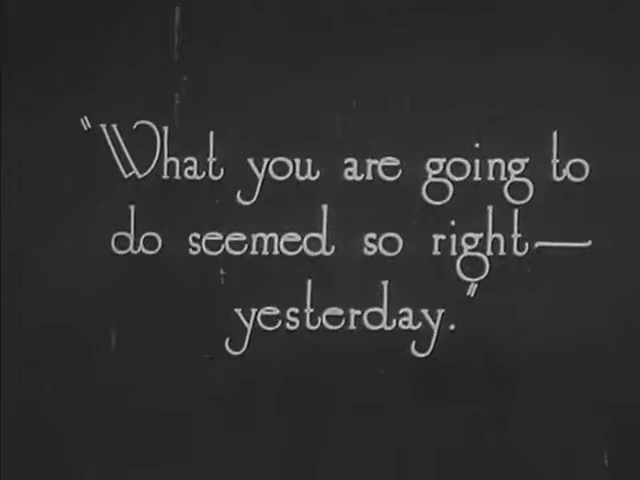 "What you are going to
do seemed so right—
yesterday."